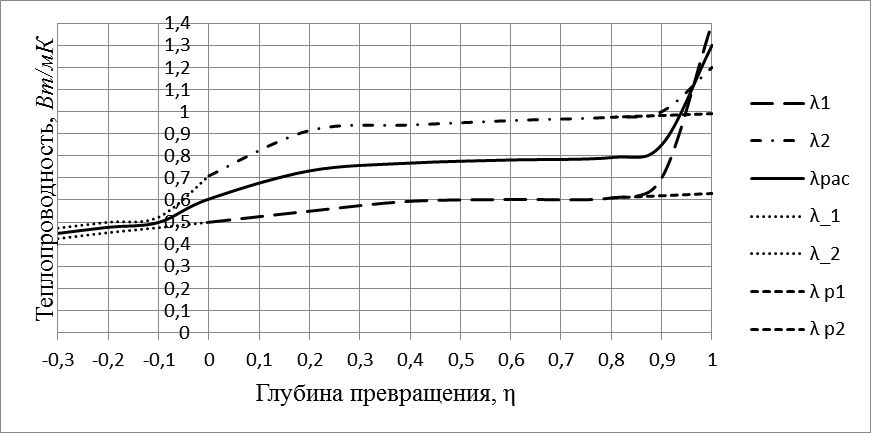 Теплопроводность, Вт/мК
1,4
1,3
1,2
1,1
1
0,9
0,8
0,7
0,6
0,5
0,4
0,3
0,2
0,1
0
-0,3 -0,2 -0,1 0 0,1 0,2 0,3 0,4 0,5 0,6 0,7 0,8 0,9 1
Глубина превращения, η
λ1
λ2
λрас
λ_1
λ_2
λ р1
λ р2